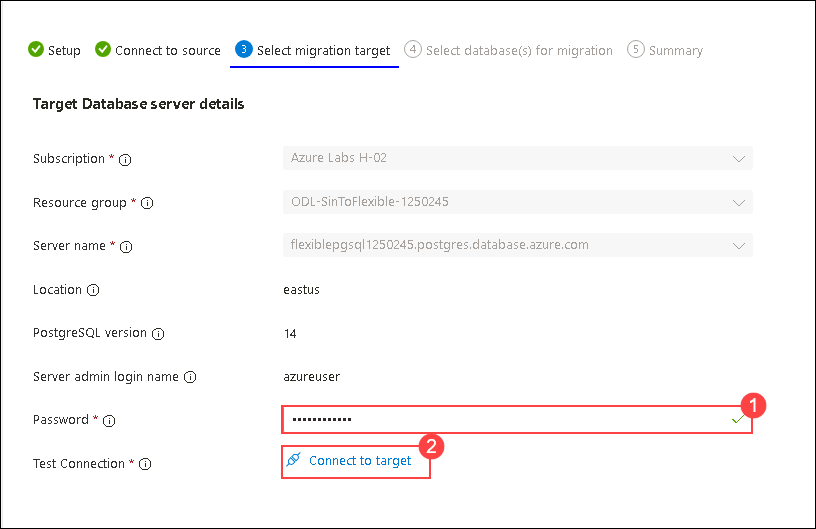 Setup Connect to source 3 Select migration target 4 Select database(s) for migration 5 Summary
Target Database server details
Subscription * Azure Labs H-02
Resource group * ODL-SinToFlexible-1250245
Server name * flexiblepgsql1250245.postgres.database.azure.com
Location eastus
PostgreSQL version 14
Server admin login name azureuser
Password * •••••••••••• 1
Test Connection * Connect to target 2